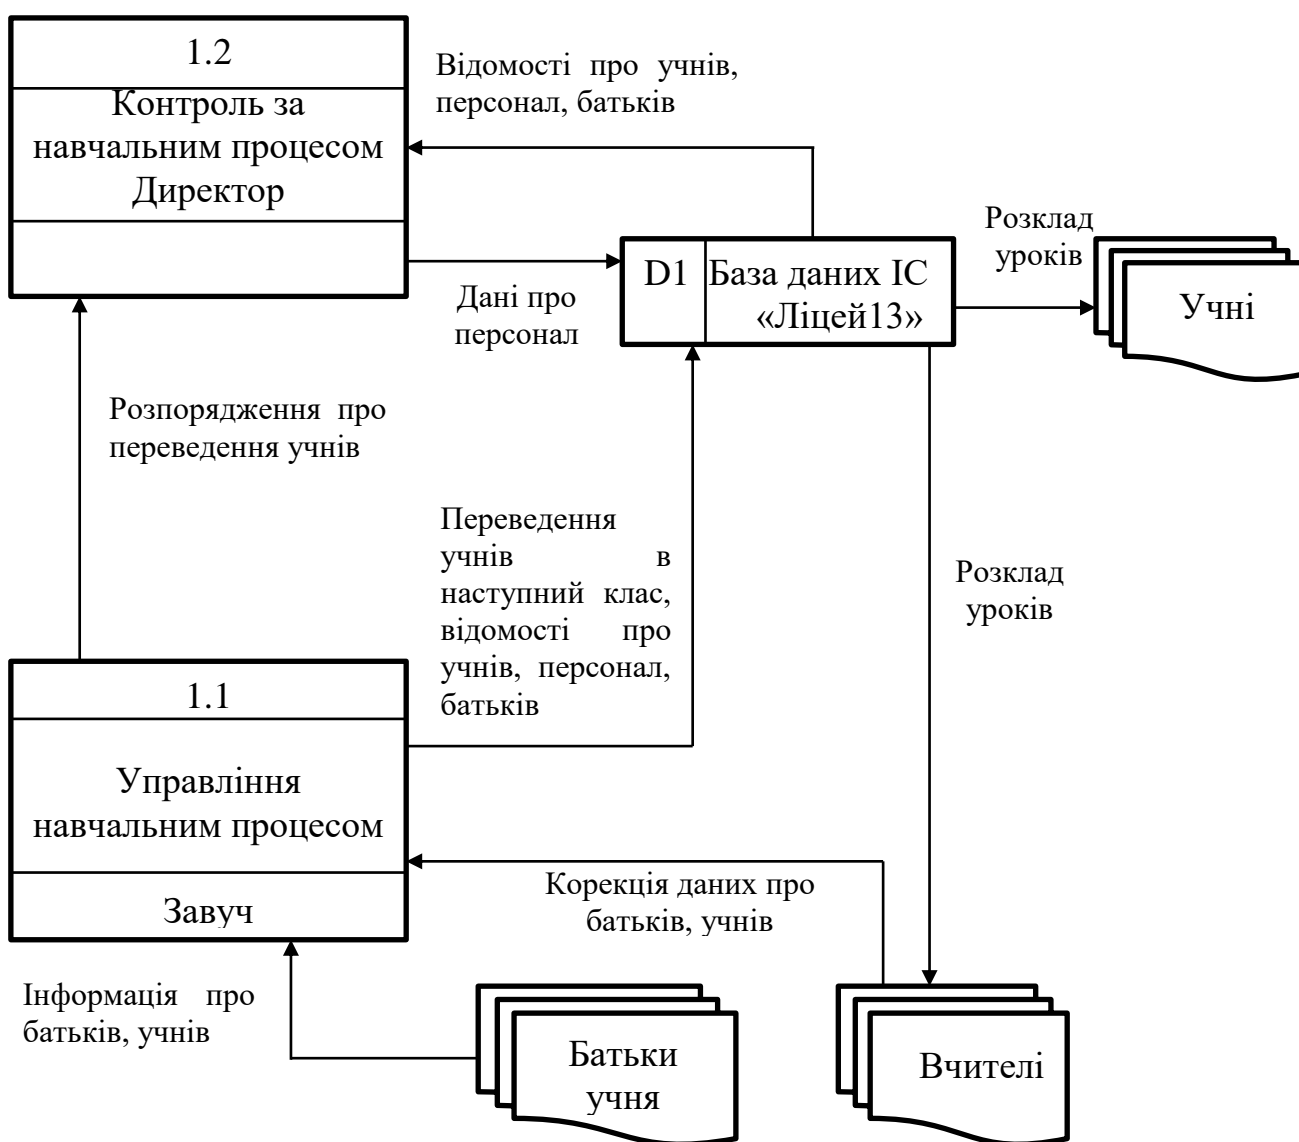 1.2
Контроль за
навчальним процесом
Директор
Відомості про учнів,
персонал, батьків
Дані про
персонал
D1
База даних ІС
«Ліцей13»
Розклад
уроків
Учні
Розпорядження про
переведення учнів
Переведення
учнів в
наступний клас,
відомості про
учнів, персонал,
батьків
Розклад
уроків
1.1
Управління
навчальним процесом
Завуч
Корекція даних про
батьків, учнів
Інформація про
батьків, учнів
Батьки
учня
Вчителі